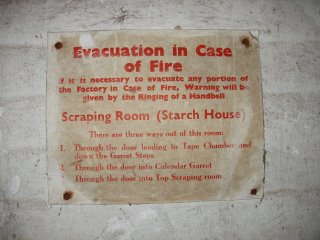 Evacuation in Case
of Fire
If it is necessary to evacuate any portion of
the Factory in Case of Fire, Warning will be
given by the Ringing of a Handbell
Scraping Room (Starch House)
There are three ways out of this room:
1. Through the door leading to Tape Chamber and
down the Garret Steps
2. Through the door into Calendar Garret
Through the door into Top Scraping room